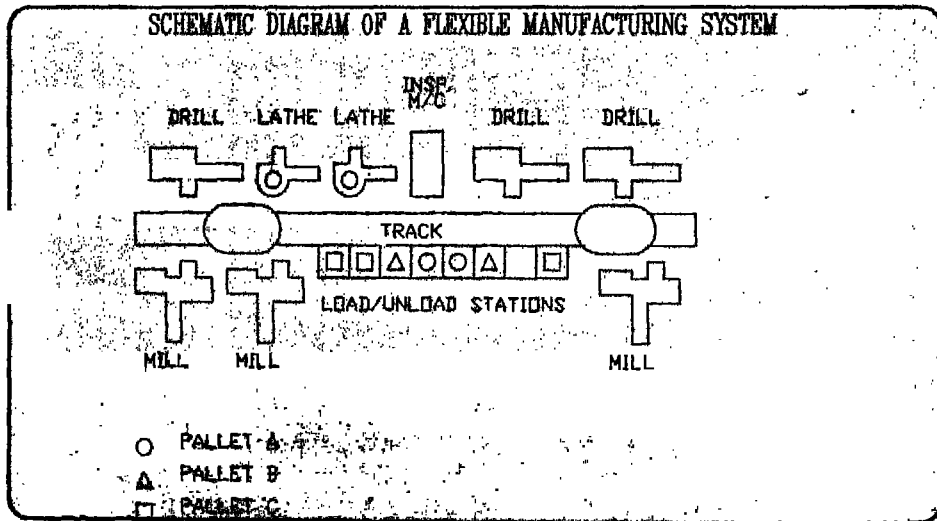 SCHEMATIC DIAGRAM OF A FLEXIBLE MANUFACTURING SYSTEM
INSP.
M/C
DRILL LATHE LATHE DRILL DRILL
TRACK
LOAD/UNLOAD STATIONS
MILL MILL MILL
PALLET A
PALLET B
PALLET C